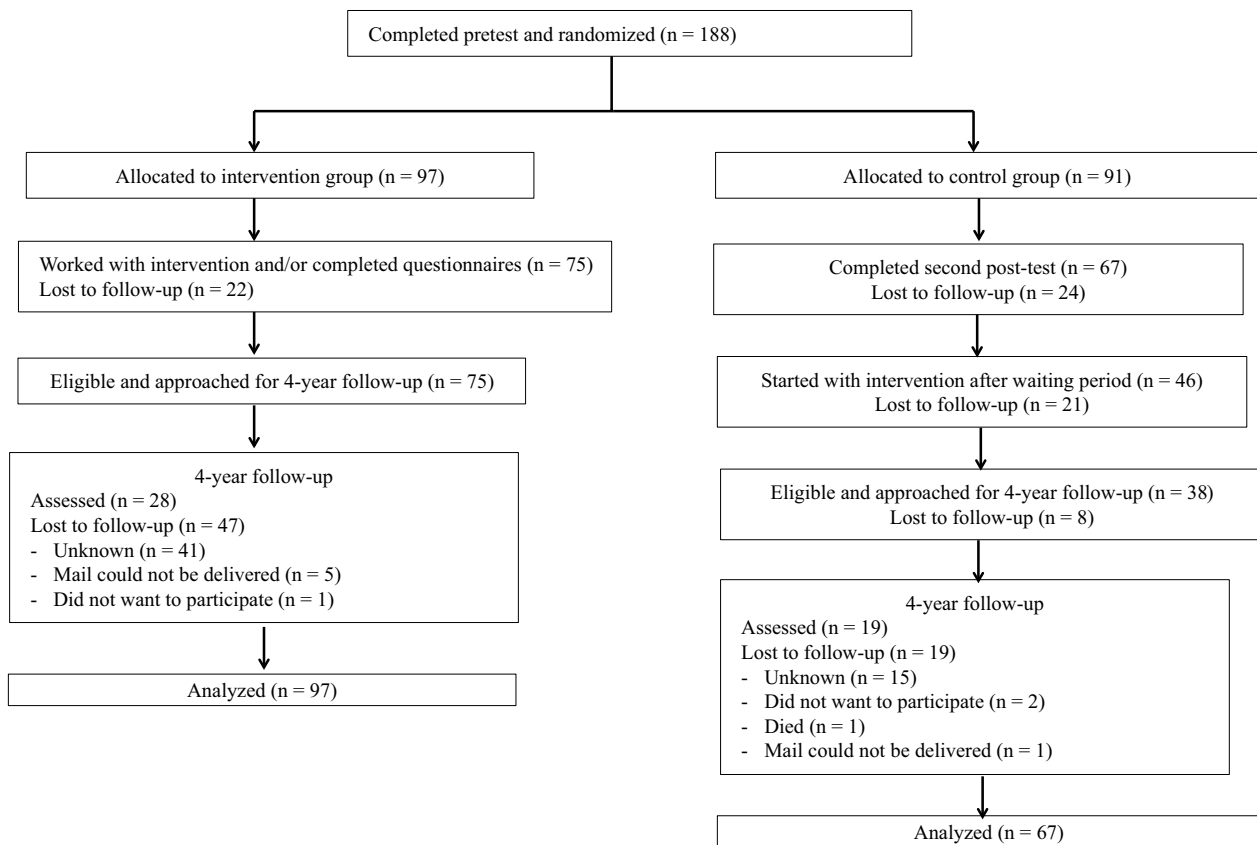 Completed pretest and randomized (n = 188)
Allocated to intervention group (n = 97)
Worked with intervention and/or completed questionnaires (n = 75)
Lost to follow-up (n = 22)
Eligible and approached for 4-year follow-up (n = 75)
4-year follow-up
Assessed (n = 28)
Lost to follow-up (n = 47)
- Unknown (n = 41)
- Mail could not be delivered (n = 5)
- Did not want to participate (n = 1)
Analyzed (n = 97)
Allocated to control group (n = 91)
Completed second post-test (n = 67)
Lost to follow-up (n = 24)
Started with intervention after waiting period (n = 46)
Lost to follow-up (n = 21)
Eligible and approached for 4-year follow-up (n = 38)
Lost to follow-up (n = 8)
4-year follow-up
Assessed (n = 19)
Lost to follow-up (n = 19)
- Unknown (n = 15)
- Did not want to participate (n = 2)
- Died (n = 1)
- Mail could not be delivered (n = 1)
Analyzed (n = 67)